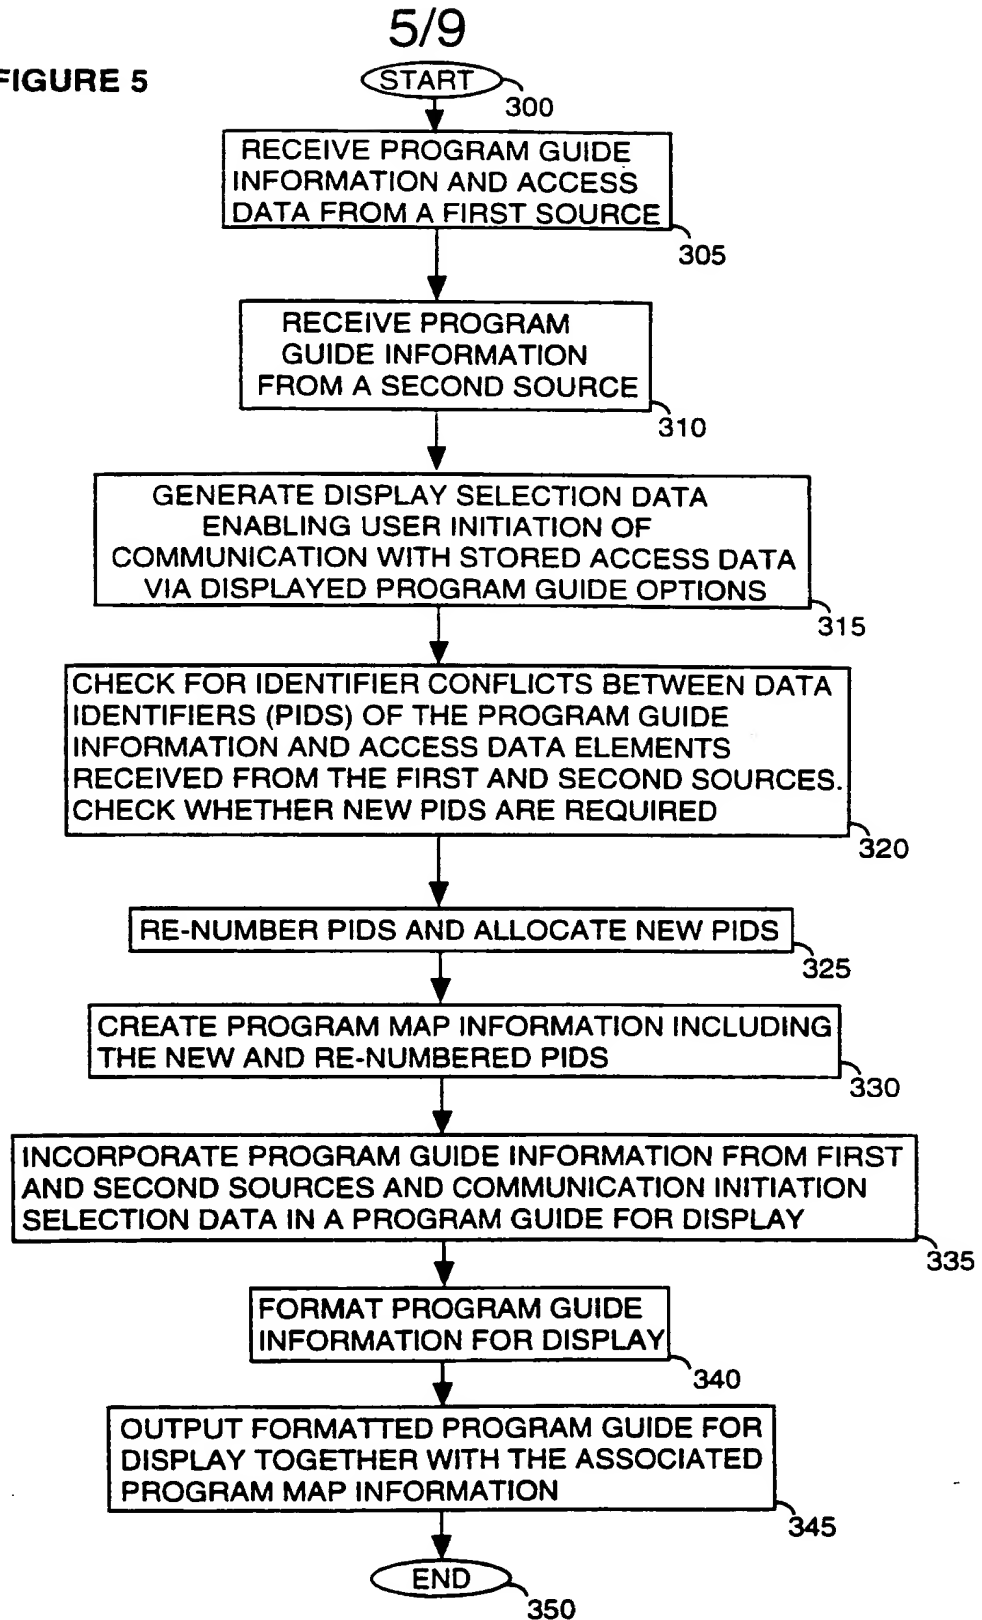 5/9
FIGURE 5
START
300
RECEIVE PROGRAM GUIDE
INFORMATION AND ACCESS
DATA FROM A FIRST SOURCE
305
RECEIVE PROGRAM
GUIDE INFORMATION
FROM A SECOND SOURCE
310
GENERATE DISPLAY SELECTION DATA
ENABLING USER INITIATION OF
COMMUNICATION WITH STORED ACCESS DATA
VIA DISPLAYED PROGRAM GUIDE OPTIONS
315
CHECK FOR IDENTIFIER CONFLICTS BETWEEN DATA
IDENTIFIERS (PIDS) OF THE PROGRAM GUIDE
INFORMATION AND ACCESS DATA ELEMENTS
RECEIVED FROM THE FIRST AND SECOND SOURCES.
CHECK WHETHER NEW PIDS ARE REQUIRED
320
RE-NUMBER PIDS AND ALLOCATE NEW PIDS
325
CREATE PROGRAM MAP INFORMATION INCLUDING
THE NEW AND RE-NUMBERED PIDS
330
INCORPORATE PROGRAM GUIDE INFORMATION FROM FIRST
AND SECOND SOURCES AND COMMUNICATION INITIATION
SELECTION DATA IN A PROGRAM GUIDE FOR DISPLAY
335
FORMAT PROGRAM GUIDE
INFORMATION FOR DISPLAY
340
OUTPUT FORMATTED PROGRAM GUIDE FOR
DISPLAY TOGETHER WITH THE ASSOCIATED
PROGRAM MAP INFORMATION
345
END
350